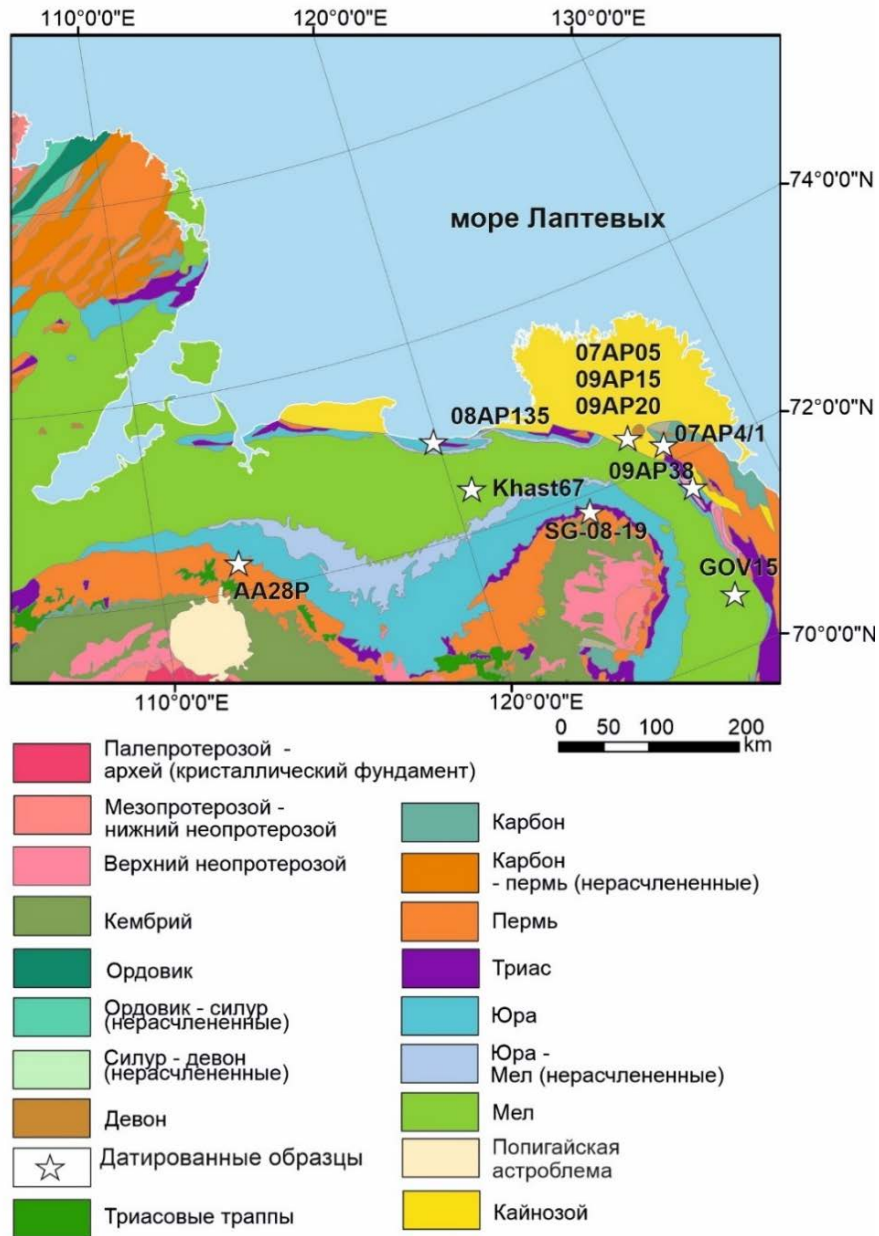 110°0'0"E
120°0'0"E
130°0'0"E
74°0'0"N
море Лаптевых
07AP05
09AP15
09AP20
08AP135
72°0'0"N
07AP4/1
09AP38
Khast67
SG-08-19
GOV15
AA28P
70°0'0"N
110°0'0"E
120°0'0"E
0 50 100 200
km
Палепротерозой -
архей (кристаллический фундамент)
Мезопротерозой -
нижний неопротерозой
Верхний неопротерозой
Кембрий
Ордовик
Ордовик - силур
(нерасчлененные)
Силур - девон
(нерасчлененные)
Девон
Датированные образцы
Триасовые траппы
Карбон
Карбон
- пермь (нерасчлененные)
Пермь
Триас
Юра
Юра -
Мел (нерасчлененные)
Мел
Попигайская
астроблема
Кайнозой